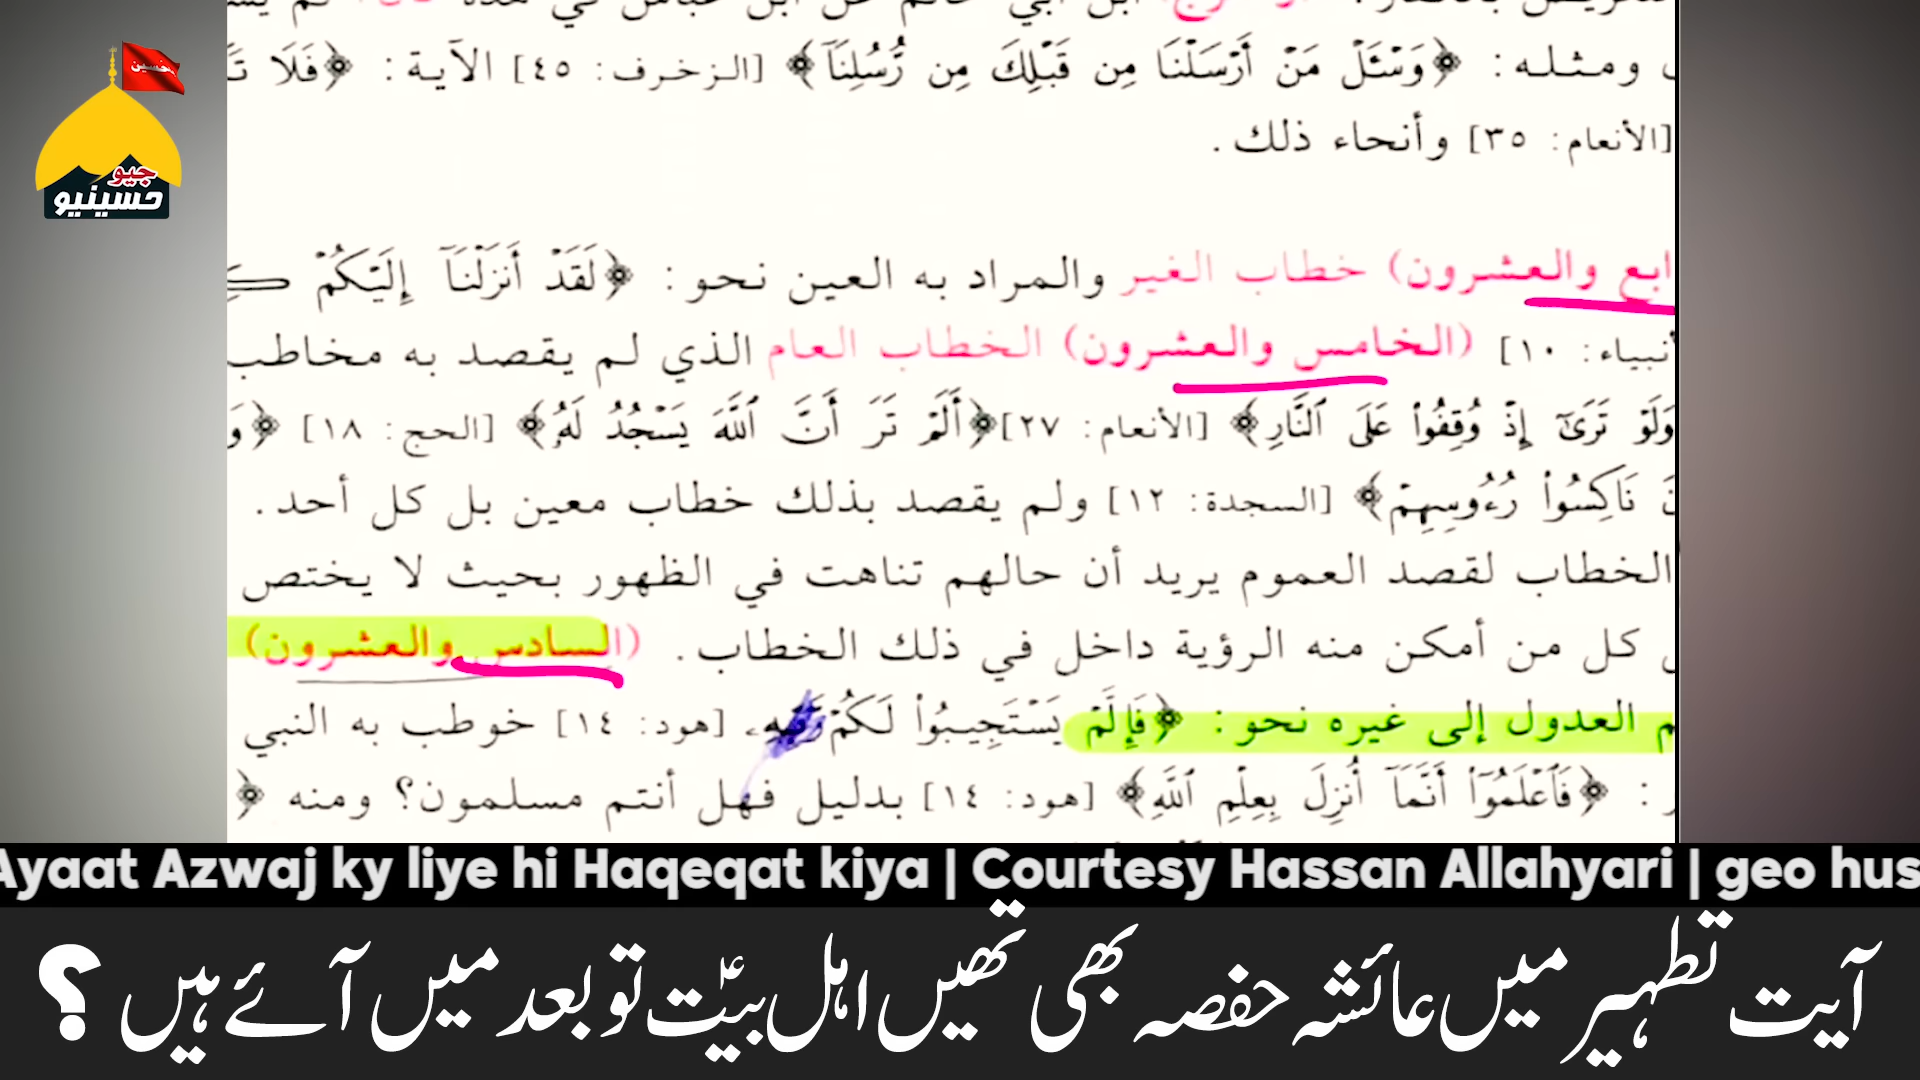 حسين
جيو
حسينيو
ومثله: ﴿وَسْـَٔلْ مَنْ أَرْسَلْنَا مِن قَبْلِكَ مِن رُّسُلِنَآ﴾ [الزخرف: ٤٥] الآية: ﴿فَلَا
[الأنعام: ٣٥] وأنحاء ذلك.
ابع والعشرون) خطاب الغير والمراد به العين نحو: ﴿لَقَدْ أَنزَلْنَآ إِلَيْكُمْ
نبياء: ١٠] (الخامس والعشرون) الخطاب العام الذي لم يقصد به مخاطب
وَلَوْ تَرَىٰٓ إِذْ وُقِفُوا۟ عَلَى ٱلنَّارِ﴾ [الأنعام: ٢٧] ﴿أَلَمْ تَرَ أَنَّ ٱللَّهَ يَسْجُدُ لَهُۥ﴾ [الحج: ١٨] ﴿وَ
نَاكِسُوا۟ رُءُوسِهِمْ﴾ [السجدة: ١٢] ولم يقصد بذلك خطاب معين بل كل أحد.
الخطاب لقصد العموم يريد أن حالهم تناهت في الظهور بحيث لا يختص
كل من أمكن منه الرؤية داخل في ذلك الخطاب. (السادس والعشرون)
م العدول إلى غيره نحو: ﴿فَإِلَّمْ يَسْتَجِيبُوا۟ لَكُمْ [هود: ١٤] خوطب به النبي
ر: ﴿فَٱعْلَمُوٓا۟ أَنَّمَآ أُنزِلَ بِعِلْمِ ٱللَّهِ﴾ [هود: ١٤] بدليل فهل أنتم مسلمون؟ ومنه ﴿
Ayaat Azwaj ky liye hi Haqeqat kiya | Courtesy Hassan Allahyari | geo hus
آیت تطہیر میں عائشہ حفصہ بھی تھیں اہل بیتؑ تو بعد میں آئے ہیں ؟